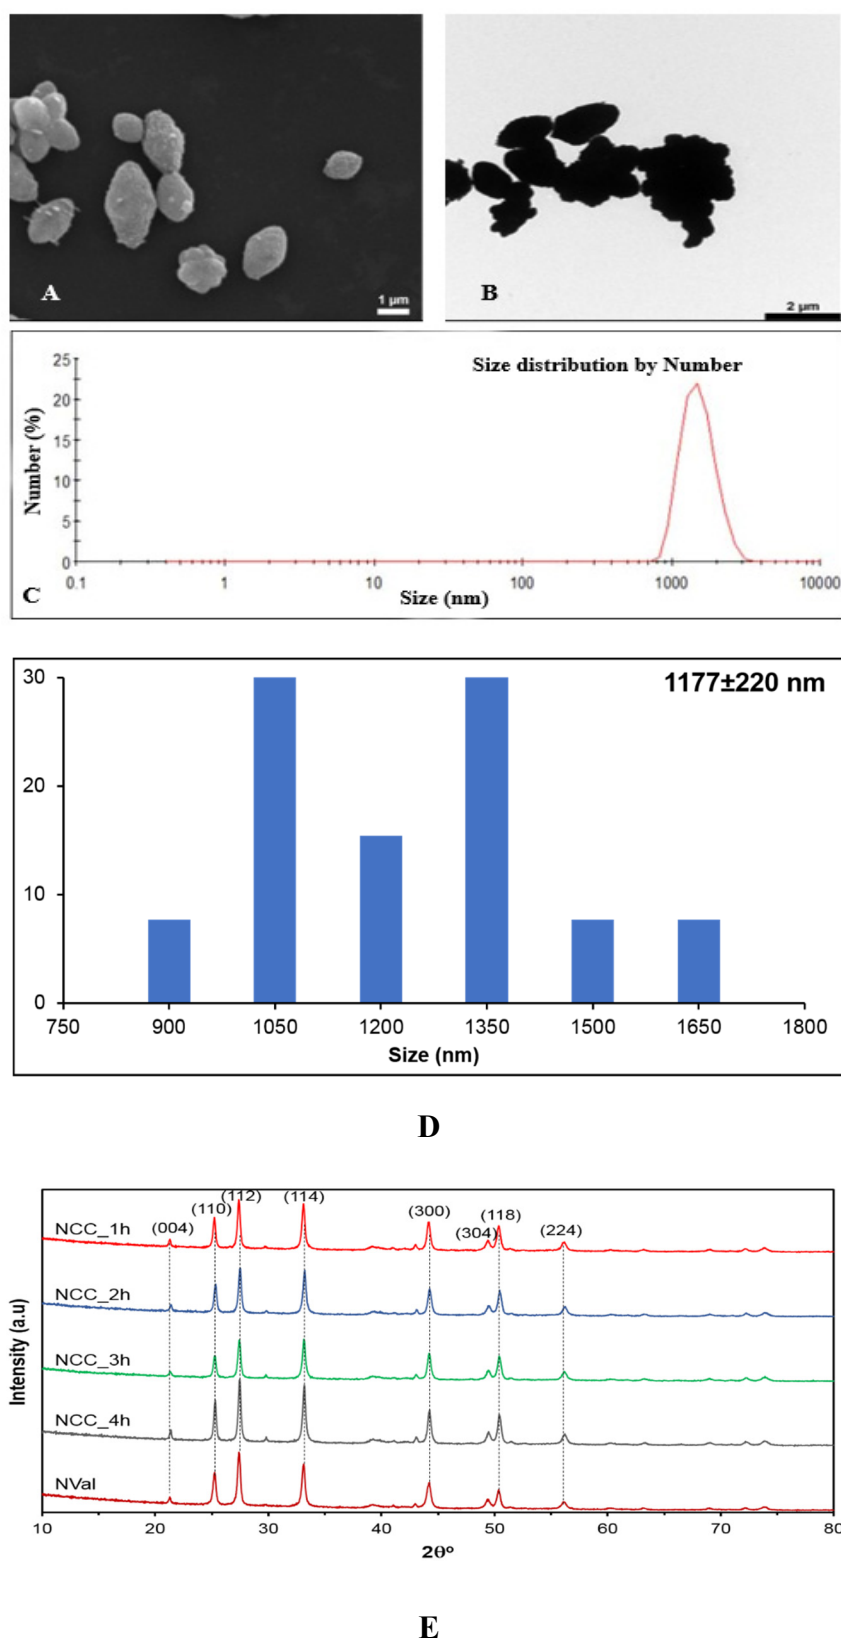 A
1 µm
B
2 µm
Size distribution by Number
Number (%)
25
20
15
10
5
0
0.1 1 10 100 1000 10000
Size (nm)
C
1177±220 nm
30
20
10
0
750 900 1050 1200 1350 1500 1650 1800
Size (nm)
D
(004) (110) (112) (114) (300) (304) (118) (224)
NCC_1h
NCC_2h
NCC_3h
NCC_4h
NVal
Intensity (a.u)
10 20 30 40 50 60 70 80
2θº
E